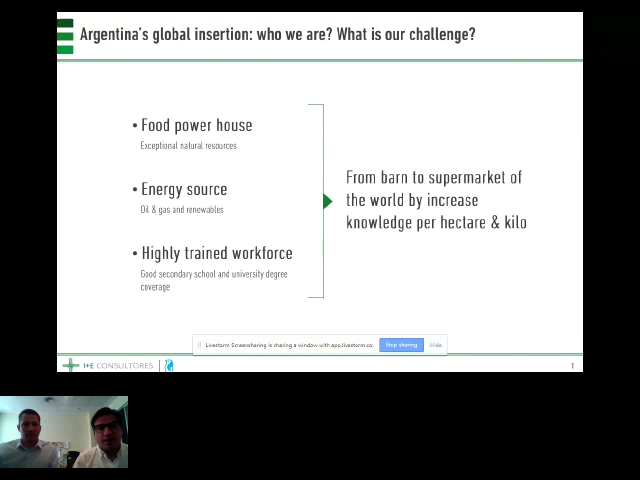 Argentina's global insertion: who we are? What is our challenge?
• Food power house
Exceptional natural resources
• Energy source
Oil & gas and renewables
• Highly trained workforce
Good secondary school and university degree
coverage
From barn to supermarket of
the world by increase
knowledge per hectare & kilo
Livestorm Screensharing is sharing a window with app.livestorm.co. Stop sharing Hide
I+E CONSULTORES 1